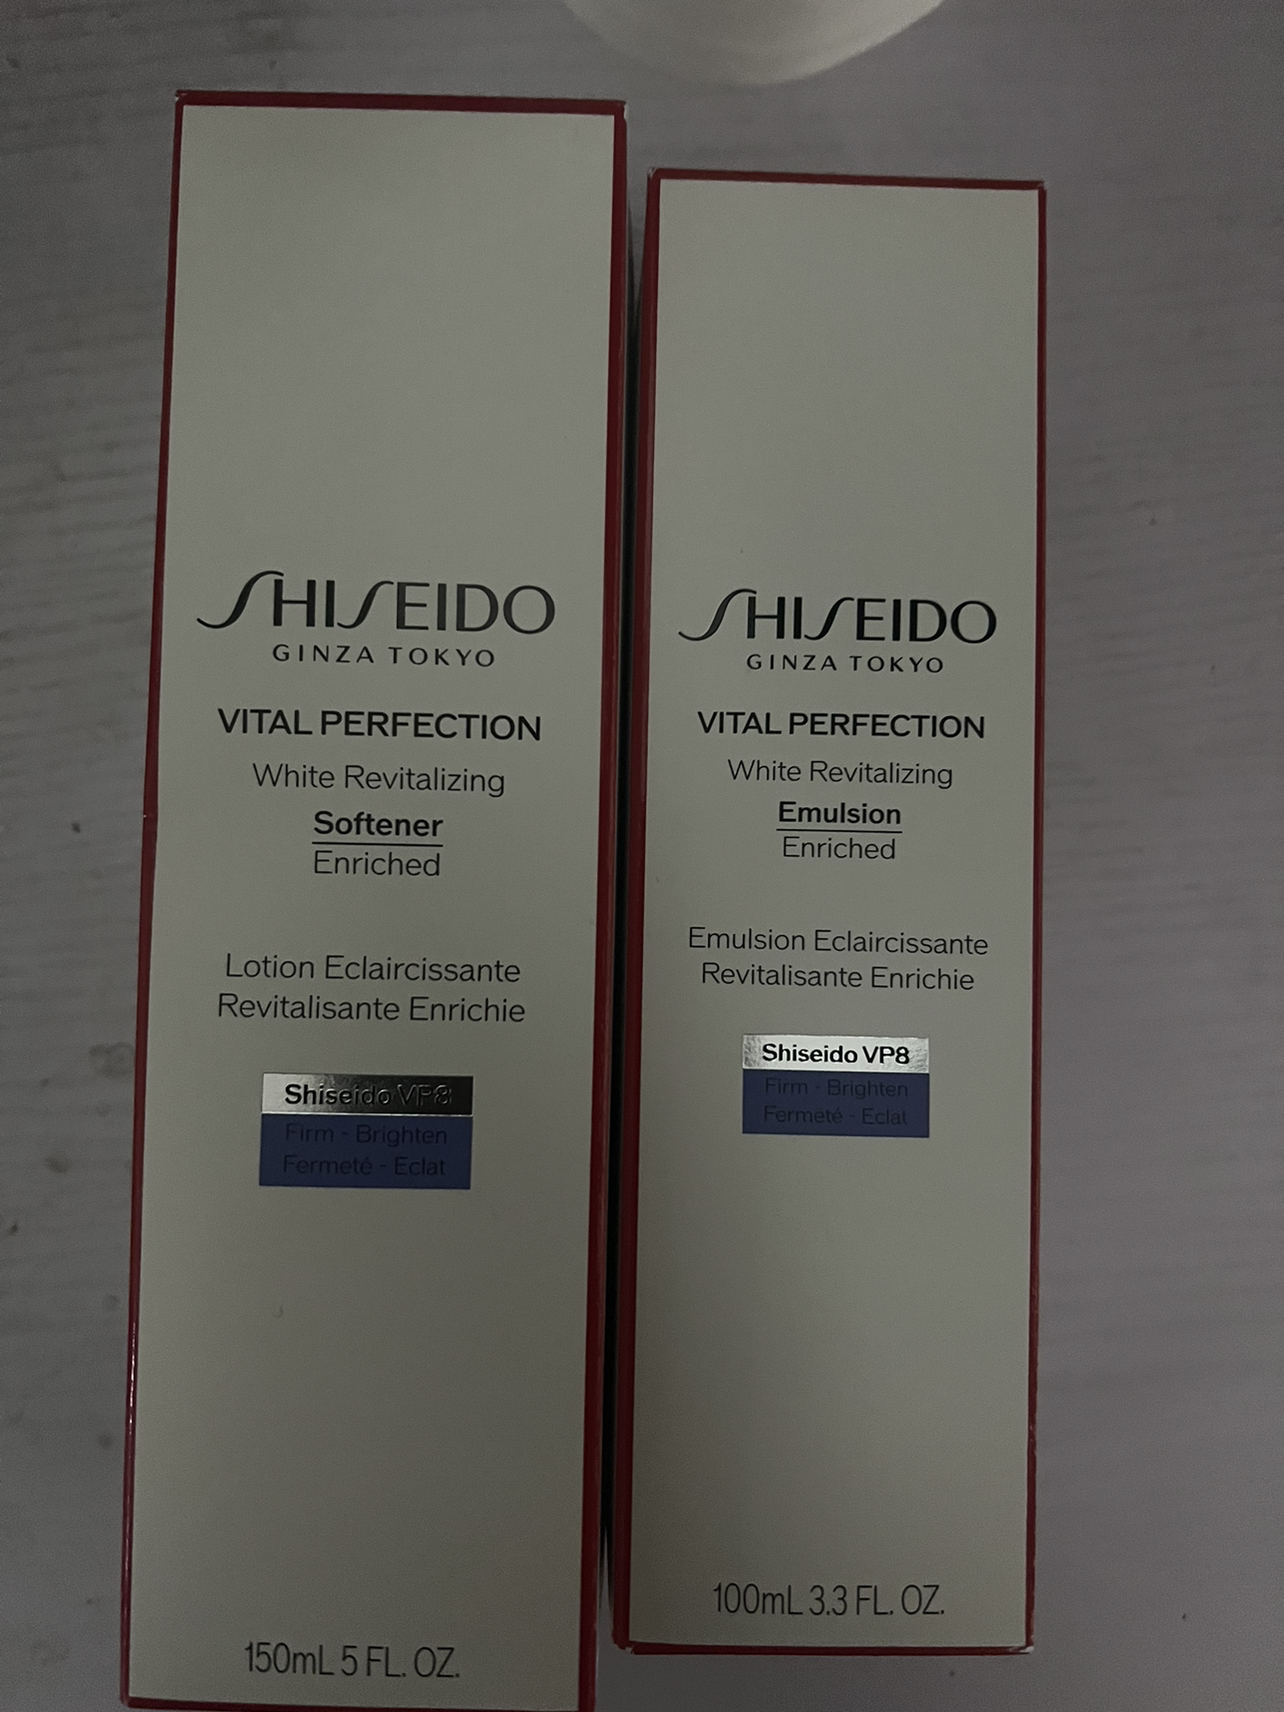 SHISEIDO
GINZA TOKYO
VITAL PERFECTION
White Revitalizing
Softener
Enriched
Lotion Eclaircissante
Revitalisante Enrichie
Shiseido VP8
Firm - Brighten
Fermeté - Eclat
150mL 5 FL. OZ.
SHISEIDO
GINZA TOKYO
VITAL PERFECTION
White Revitalizing
Emulsion
Enriched
Emulsion Eclaircissante
Revitalisante Enrichie
Shiseido VP8
Firm - Brighten
Fermeté - Eclat
100mL 3.3 FL. OZ.